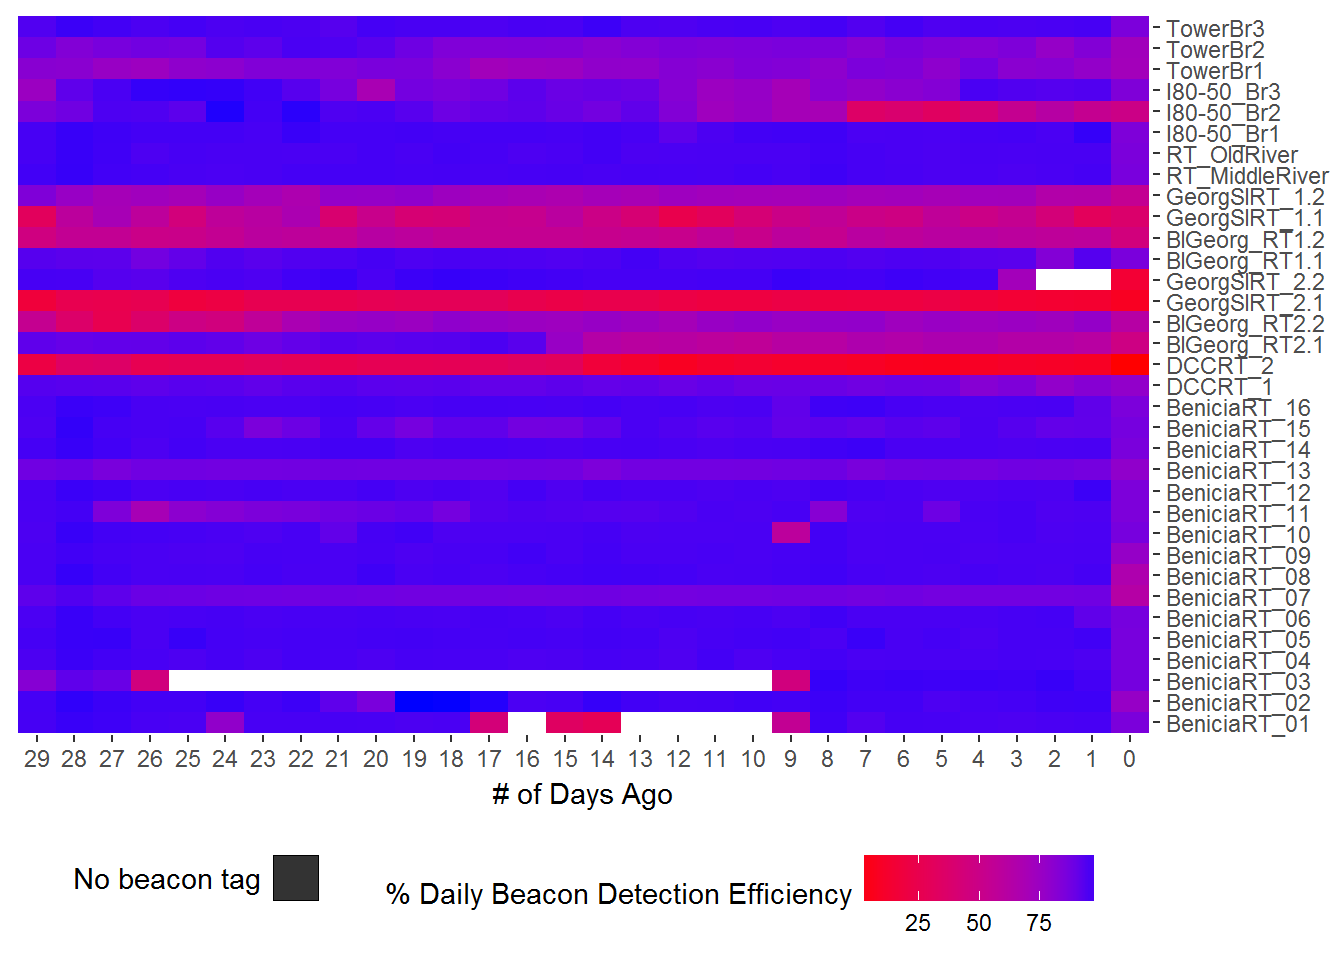 TowerBr3
TowerBr2
TowerBr1
I80-50_Br3
I80-50_Br2
I80-50_Br1
RT_OldRiver
RT_MiddleRiver
GeorgSlRT_1.2
GeorgSlRT_1.1
BlGeorg_RT1.2
BlGeorg_RT1.1
GeorgSlRT_2.2
GeorgSlRT_2.1
BlGeorg_RT2.2
BlGeorg_RT2.1
DCCRT_2
DCCRT_1
BeniciaRT_16
BeniciaRT_15
BeniciaRT_14
BeniciaRT_13
BeniciaRT_12
BeniciaRT_11
BeniciaRT_10
BeniciaRT_09
BeniciaRT_08
BeniciaRT_07
BeniciaRT_06
BeniciaRT_05
BeniciaRT_04
BeniciaRT_03
BeniciaRT_02
BeniciaRT_01
29 28 27 26 25 24 23 22 21 20 19 18 17 16 15 14 13 12 11 10 9 8 7 6 5 4 3 2 1 0
# of Days Ago
No beacon tag
% Daily Beacon Detection Efficiency
25 50 75